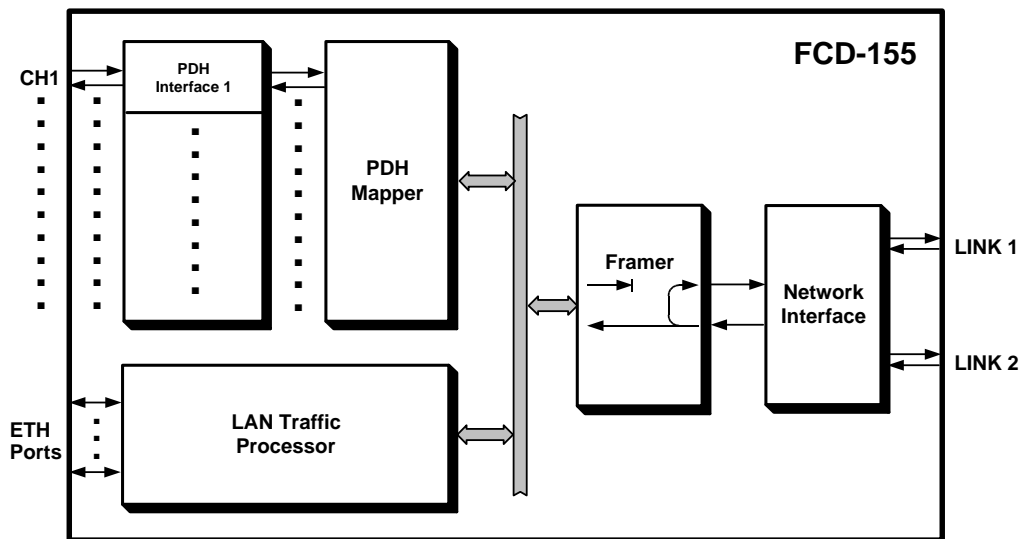 FCD-155
CH1
PDH
Interface 1
PDH
Mapper
Framer
Network
Interface
LINK 1
LINK 2
LAN Traffic
Processor
ETH
Ports